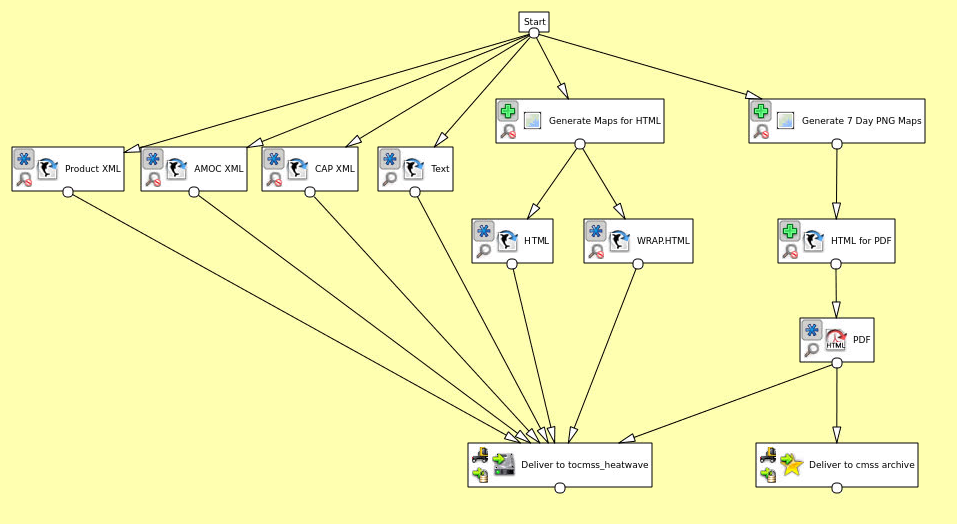 Start
Generate Maps for HTML
Generate 7 Day PNG Maps
Product XML
AMOC XML
CAP XML
Text
HTML
WRAP.HTML
HTML for PDF
HTML
PDF
Deliver to tocmss_heatwave
Deliver to cmss archive